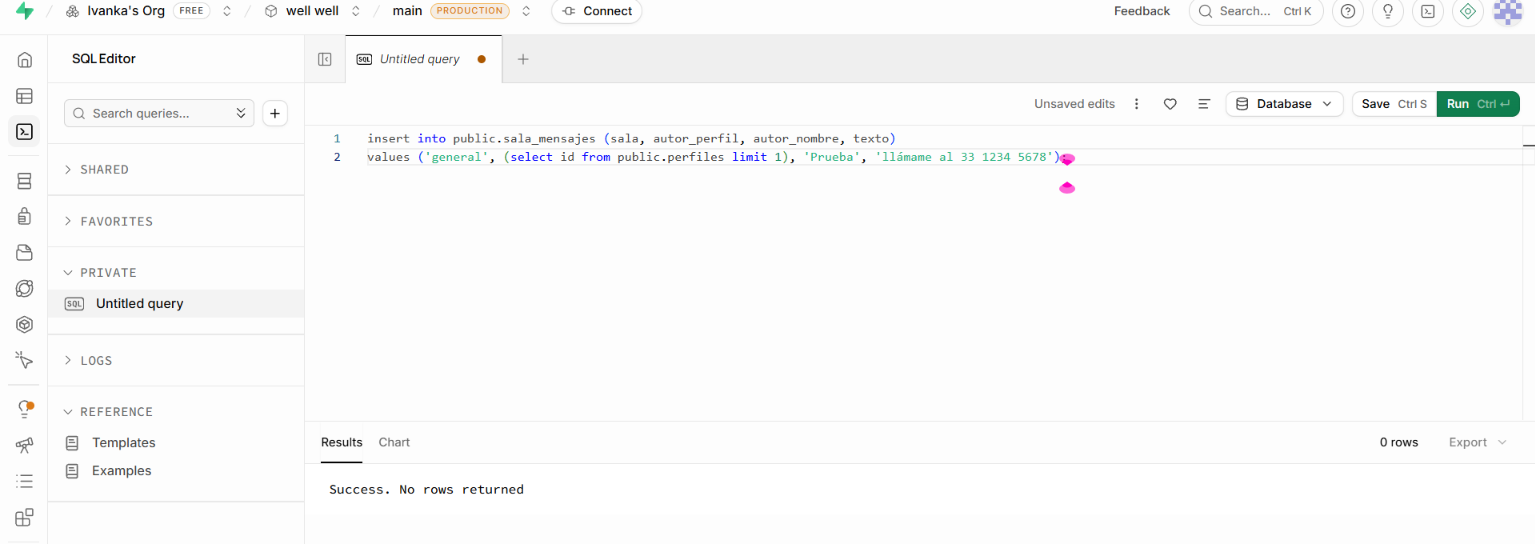 Ivanka's Org FREE / well well / main PRODUCTION Connect Feedback Search... Ctrl K
SQL Editor
SQL Untitled query
Search queries...
Unsaved edits Database Save Ctrl S Run Ctrl ↵
SHARED
FAVORITES
PRIVATE
SQL Untitled query
LOGS
REFERENCE
Templates
Examples
1 insert into public.sala_mensajes (sala, autor_perfil, autor_nombre, texto)
2 values ('general', (select id from public.perfiles limit 1), 'Prueba', 'llámame al 33 1234 5678')
Results Chart 0 rows Export
Success. No rows returned